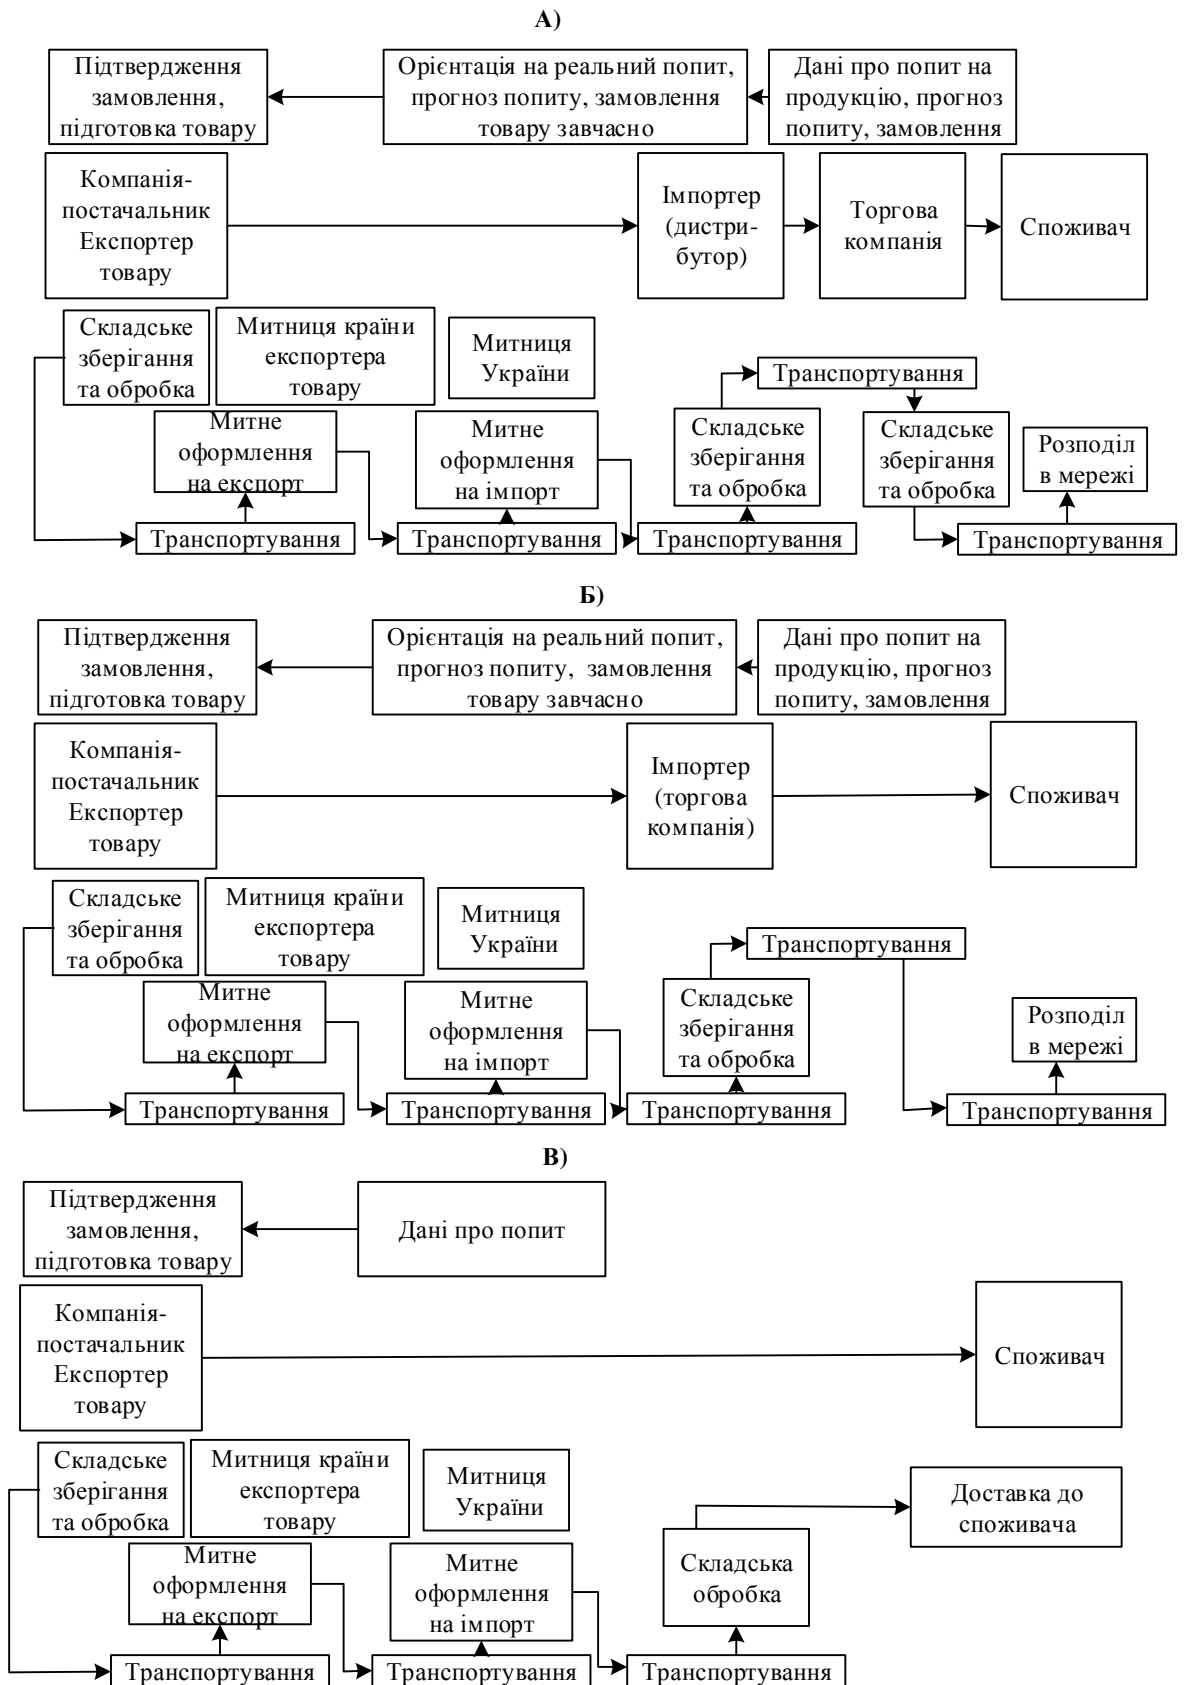 А)
Підтвердження
замовлення,
підготовка товару
Орієнтація на реальний попит,
прогноз попиту, замовлення
товару завчасно
Дані про попит на
продукцію, прогноз
попиту, замовлення
Компанія-
постачальник
Експортер
товару
Імпортер
(дистри-
бутор)
Торгова
компанія
Споживач
Складське
зберігання
та обробка
Митниця країни
експортера
товару
Митниця
України
Транспортування
Митне
оформлення
на експорт
Митне
оформлення
на імпорт
Складське
зберігання
та обробка
Складське
зберігання
та обробка
Розподіл
в мережі
Транспортування
Транспортування
Транспортування
Транспортування
Б)
Підтвердження
замовлення,
підготовка товару
Орієнтація на реальний попит,
прогноз попиту, замовлення
товару завчасно
Дані про попит на
продукцію, прогноз
попиту, замовлення
Компанія-
постачальник
Експортер
товару
Імпортер
(торгова
компанія)
Споживач
Складське
зберігання
та обробка
Митниця країни
експортера
товару
Митниця
України
Транспортування
Митне
оформлення
на експорт
Митне
оформлення
на імпорт
Складське
зберігання
та обробка
Розподіл
в мережі
Транспортування
Транспортування
Транспортування
Транспортування
В)
Підтвердження
замовлення,
підготовка товару
Дані про попит
Компанія-
постачальник
Експортер
товару
Споживач
Складське
зберігання
та обробка
Митниця країни
експортера
товару
Митниця
України
Доставка до
споживача
Митне
оформлення
на експорт
Митне
оформлення
на імпорт
Складська
обробка
Транспортування
Транспортування
Транспортування